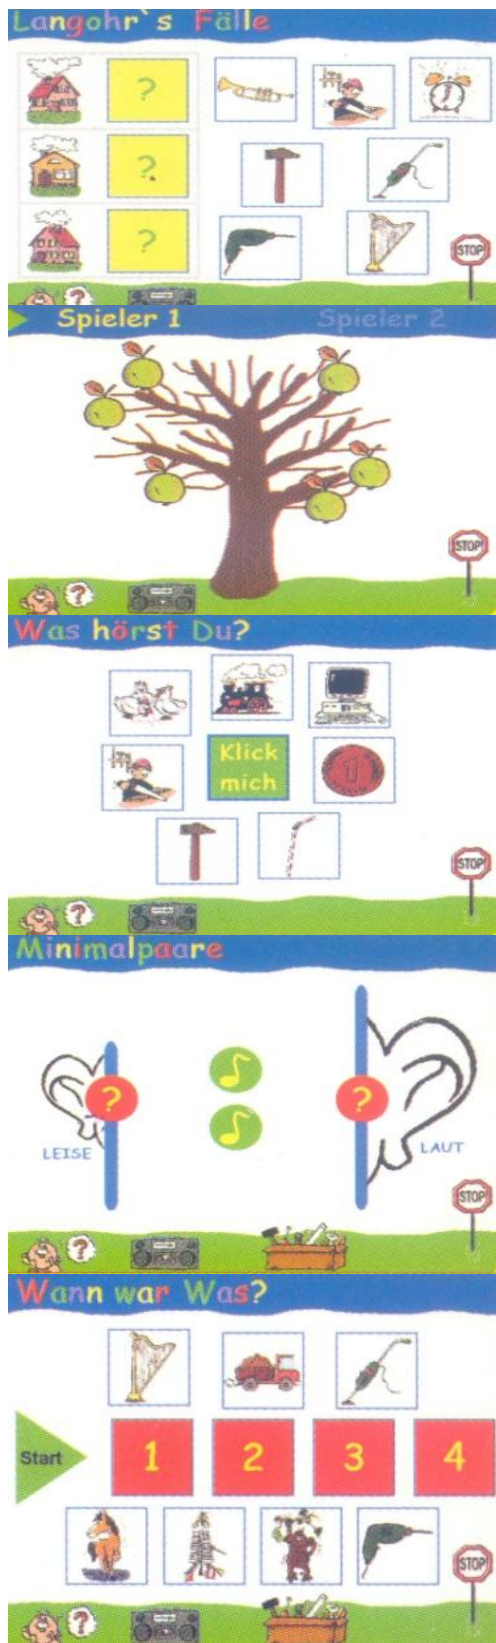 Langohr`s Fälle
?
?
?
STOP!
?
Spieler 1 Spieler 2
STOP!
?
Was hörst Du?
Klick
mich
1
STOP!
?
Minimalpaare
? ?
LEISE LAUT
STOP!
?
Wann war Was?
Start 1 2 3 4
STOP!
?